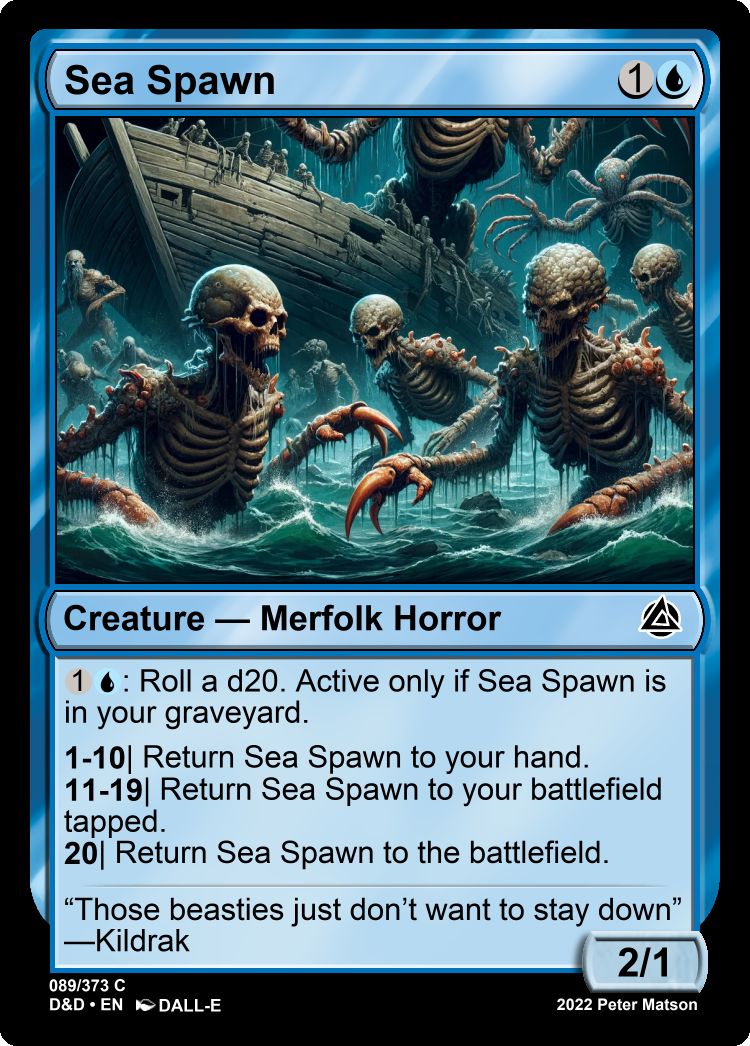 Sea Spawn 1
Creature — Merfolk Horror
1 : Roll a d20. Active only if Sea Spawn is
in your graveyard.
1-10| Return Sea Spawn to your hand.
11-19| Return Sea Spawn to your battlefield
tapped.
20| Return Sea Spawn to the battlefield.
“Those beasties just don’t want to stay down”
—Kildrak
2/1
089/373 C
D&D • EN DALL-E
2022 Peter Matson